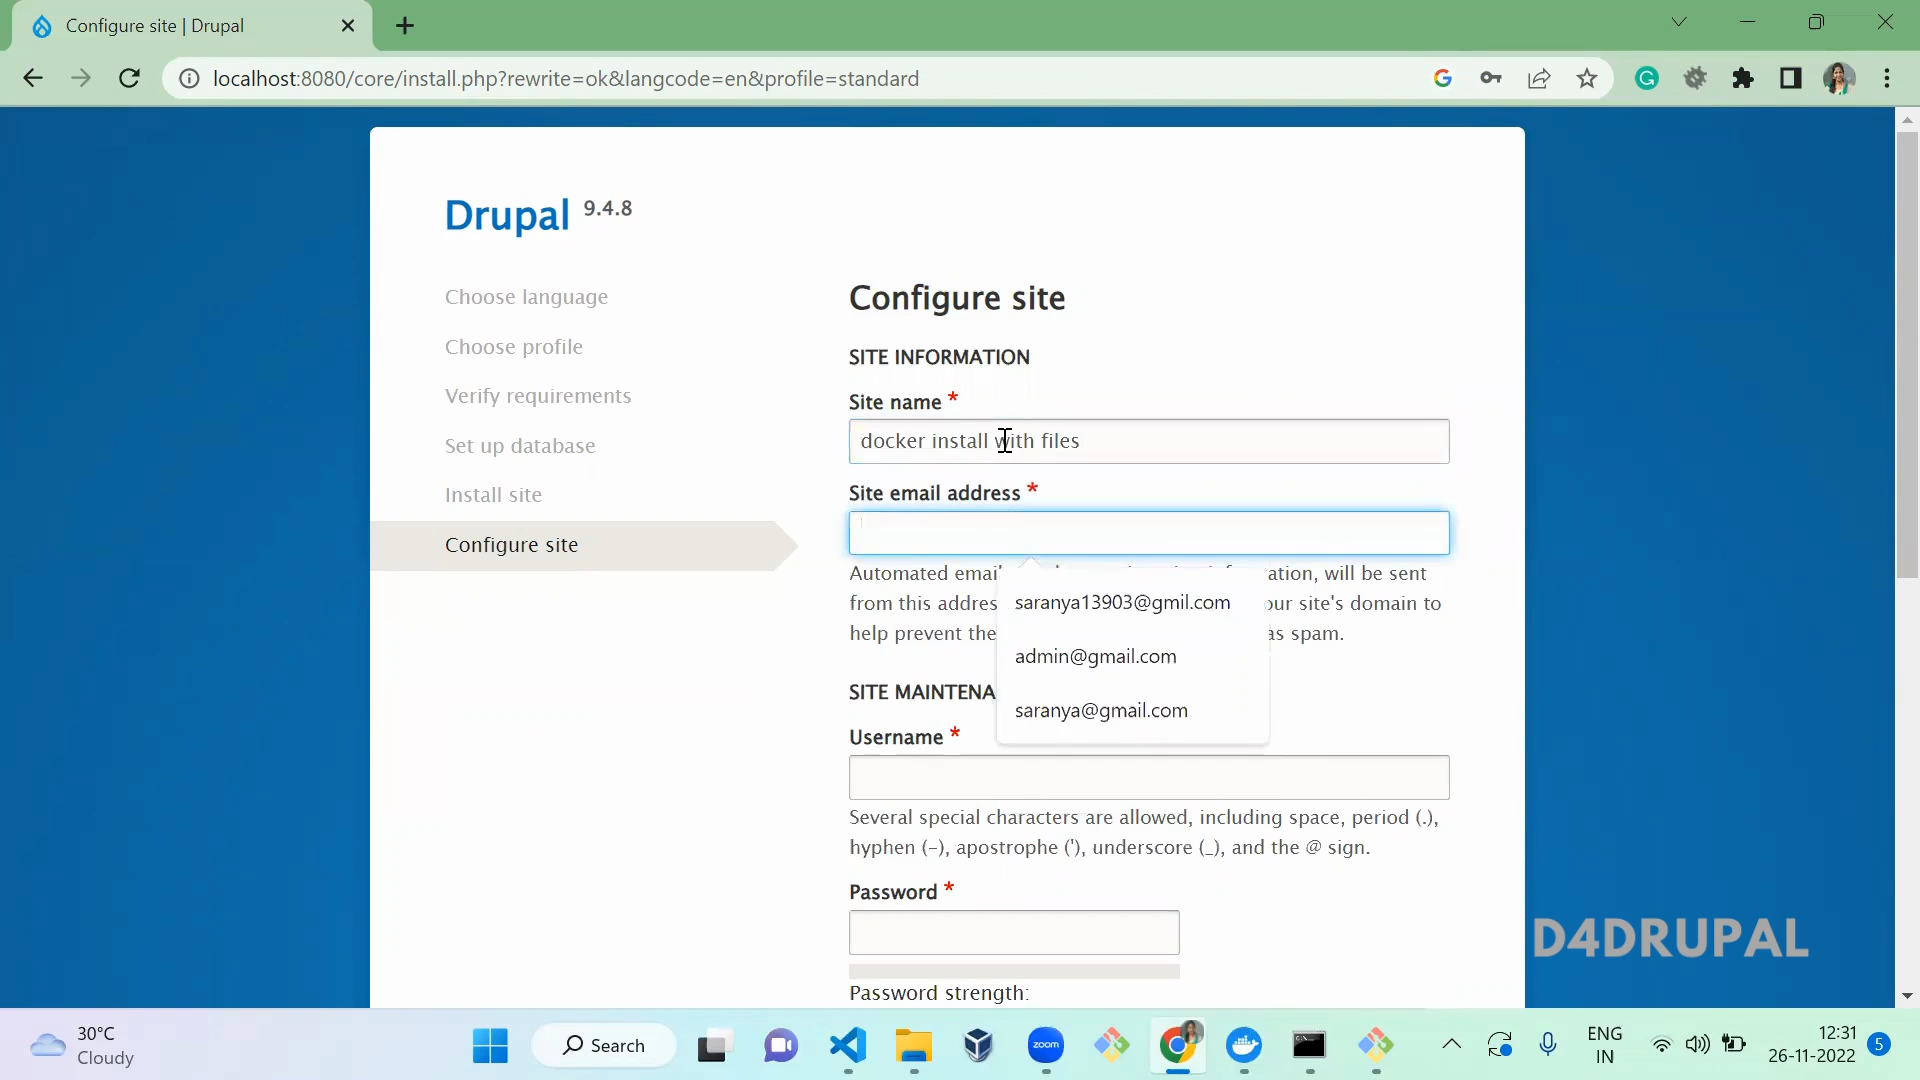 Configure site | Drupal
localhost:8080/core/install.php?rewrite=ok&langcode=en&profile=standard
Drupal 9.4.8
Choose language
Choose profile
Verify requirements
Set up database
Install site
Configure site
Configure site
SITE INFORMATION
Site name *
docker install with files
Site email address *
Automated email ation, will be sent
from this addres our site's domain to
help prevent the as spam.
saranya13903@gmil.com
admin@gmail.com
saranya@gmail.com
SITE MAINTENA
Username *
Several special characters are allowed, including space, period (.),
hyphen (-), apostrophe ('), underscore (_), and the @ sign.
Password *
Password strength:
D4DRUPAL
30°C
Cloudy
Search
zoom
ENG
IN
12:31
26-11-2022
5